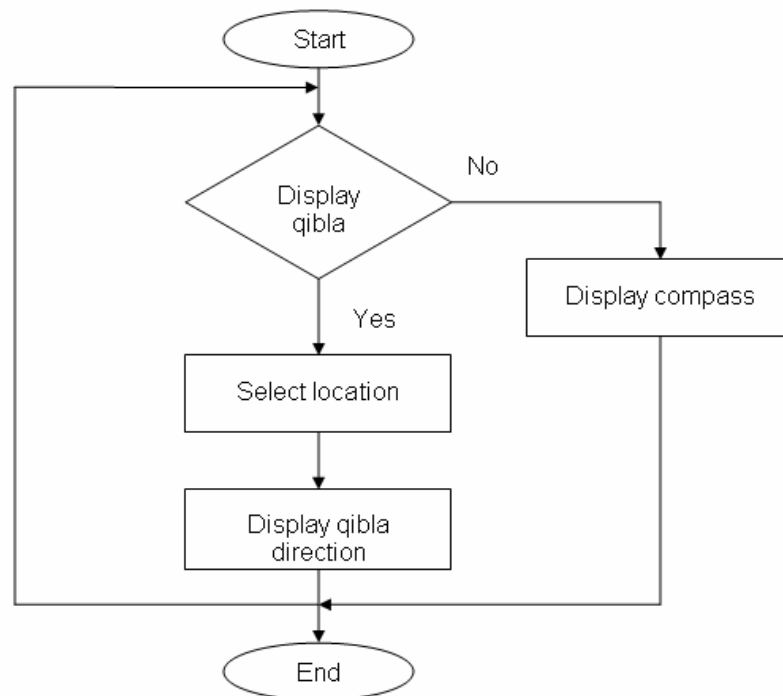 Start
Display
qibla
No
Display compass
Yes
Select location
Display qibla
direction
End